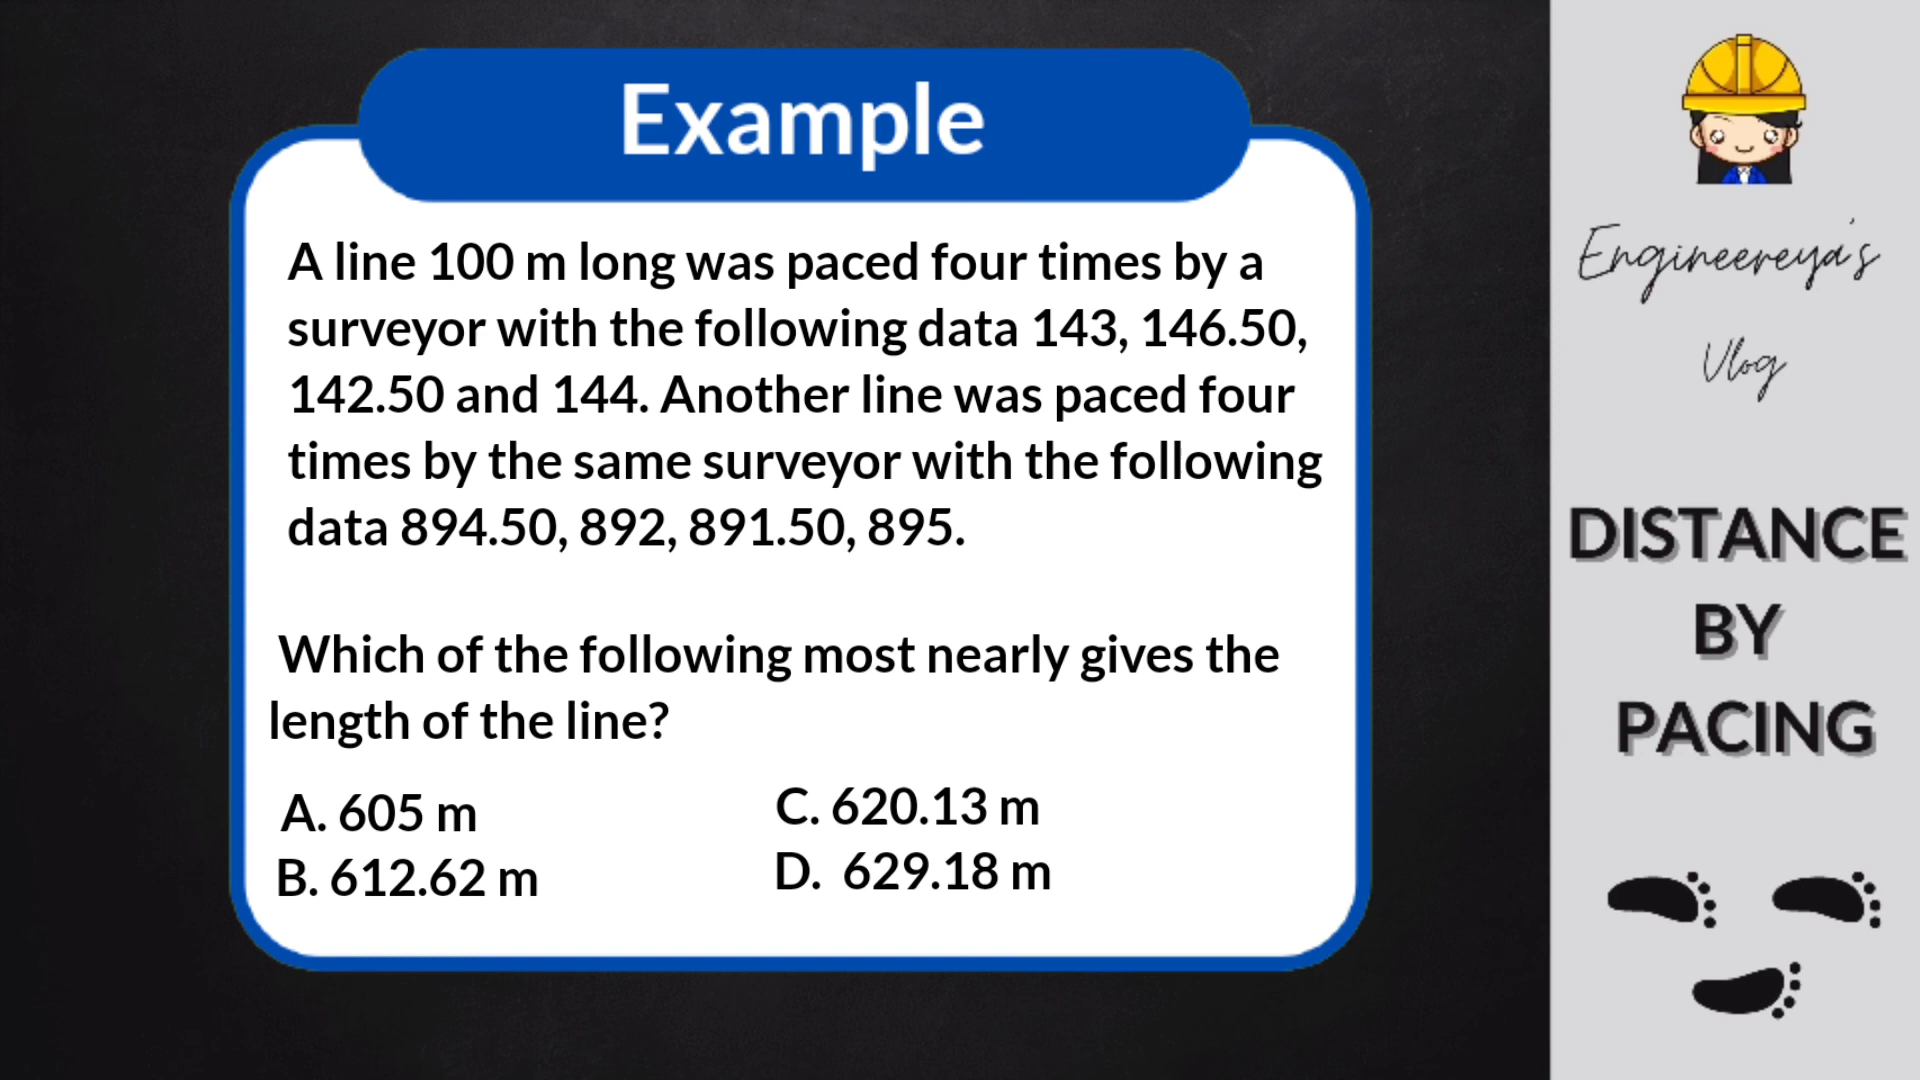 Example
A line 100 m long was paced four times by a
surveyor with the following data 143, 146.50,
142.50 and 144. Another line was paced four
times by the same surveyor with the following
data 894.50, 892, 891.50, 895.
Which of the following most nearly gives the
length of the line?
A. 605 m
B. 612.62 m
C. 620.13 m
D. 629.18 m
Engineereya's
Vlog
DISTANCE
BY
PACING